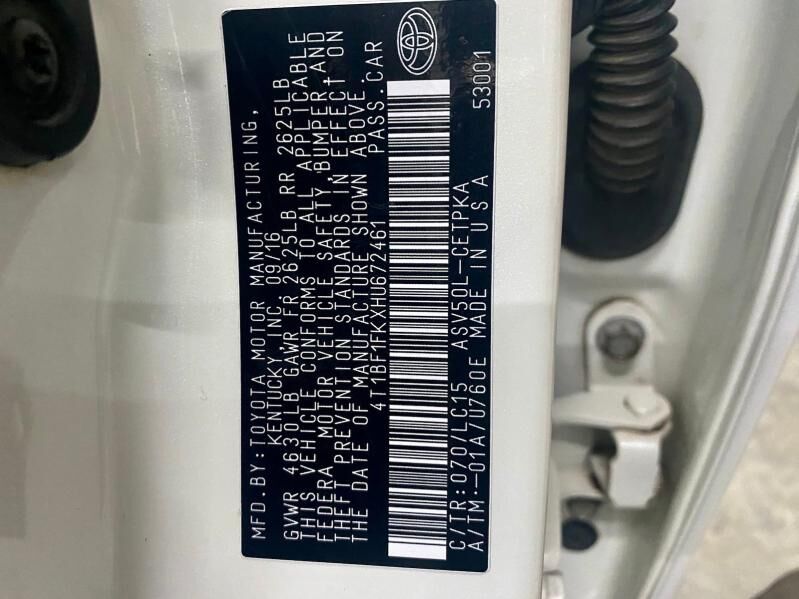 MFD.BY:TOYOTA MOTOR MANUFACTURING,
KENTUCKY, INC. 09/16
GVWR 4630LB GAWR FR 2625LB RR 2625LB
THIS VEHICLE CONFORMS TO ALL APPLICABLE
FEDERA MOTOR VEHICLE SAFETY, BUMPER, AND
THEFT PREVENTION STANDARDS IN EFFECT ON
THE DATE OF MANUFACTURE SHOWN ABOVE.
4T1BF1FKXHU672461 PASS.CAR
C/TR:070/LC15 ASV50L-CETPKA
A/TM:-01A/U760E MADE IN U S A 53001